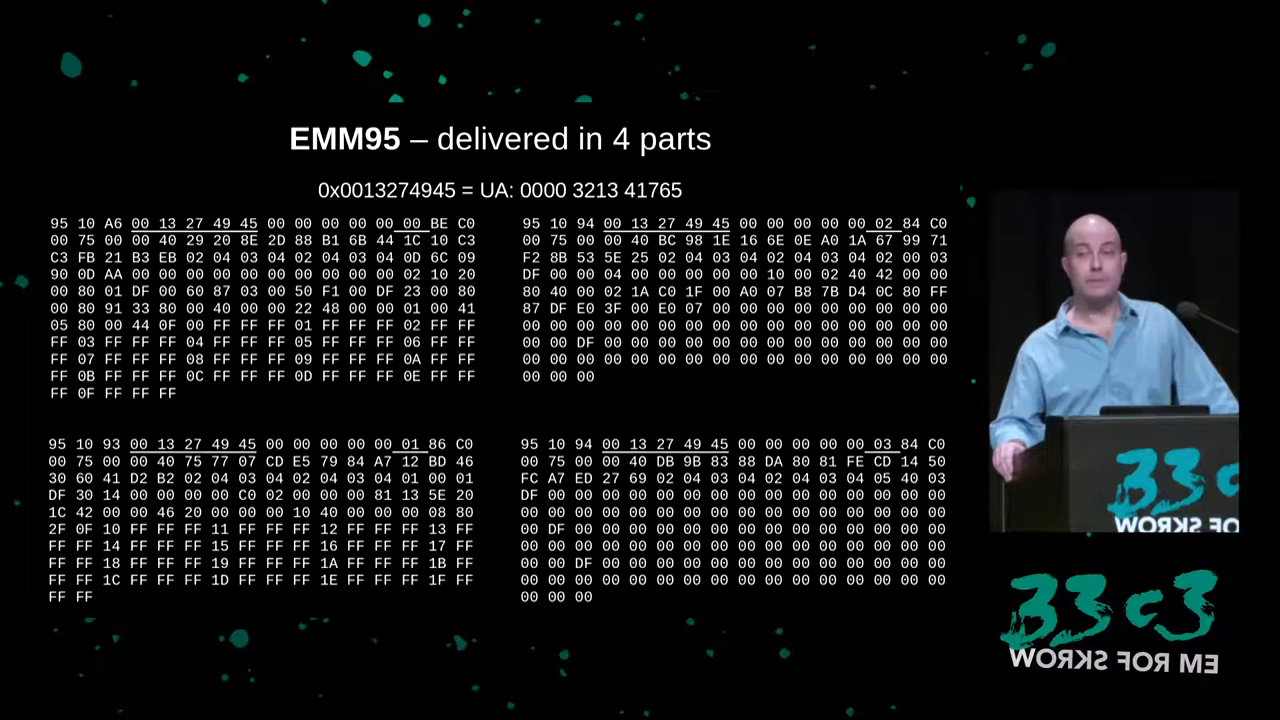 EMM95 – delivered in 4 parts
0x0013274945 = UA: 0000 3213 41765
95 10 A6 00 13 27 49 45 00 00 00 00 00 00 BE C0
00 75 00 00 40 29 20 8E 2D 88 B1 6B 44 1C 10 C3
C3 FB 21 B3 EB 02 04 03 04 02 04 03 04 0D 6C 09
90 0D AA 00 00 00 00 00 00 00 00 00 00 02 10 20
00 80 01 DF 00 60 87 03 00 50 F1 00 DF 23 00 80
00 80 91 33 80 00 40 00 00 22 48 00 00 01 00 41
05 80 00 44 0F 00 FF FF FF 01 FF FF FF 02 FF FF
FF 03 FF FF FF 04 FF FF FF 05 FF FF FF 06 FF FF
FF 07 FF FF FF 08 FF FF FF 09 FF FF FF 0A FF FF
FF 0B FF FF FF 0C FF FF FF 0D FF FF FF 0E FF FF
FF 0F FF FF FF
95 10 94 00 13 27 49 45 00 00 00 00 00 02 84 C0
00 75 00 00 40 BC 98 1E 16 6E 0E A0 1A 67 99 71
F2 8B 53 5E 25 02 04 03 04 02 04 03 04 02 00 03
DF 00 00 04 00 00 00 00 00 10 00 02 40 42 00 00
80 40 00 02 1A C0 1F 00 A0 07 B8 7B D4 0C 80 FF
87 DF E0 3F 00 E0 07 00 00 00 00 00 00 00 00 00
00 00 00 00 00 00 00 00 00 00 00 00 00 00 00 00
00 00 DF 00 00 00 00 00 00 00 00 00 00 00 00 00
00 00 00 00 00 00 00 00 00 00 00 00 00 00 00 00
00 00 00
95 10 93 00 13 27 49 45 00 00 00 00 00 01 86 C0
00 75 00 00 40 75 77 07 CD E5 79 84 A7 12 BD 46
30 60 41 D2 B2 02 04 03 04 02 04 03 04 01 00 01
DF 30 14 00 00 00 00 C0 02 00 00 00 81 13 5E 20
1C 42 00 00 46 20 00 00 00 10 40 00 00 00 08 80
2F 0F 10 FF FF FF 11 FF FF FF 12 FF FF FF 13 FF
FF FF 14 FF FF FF 15 FF FF FF 16 FF FF FF 17 FF
FF FF 18 FF FF FF 19 FF FF FF 1A FF FF FF 1B FF
FF FF 1C FF FF FF 1D FF FF FF 1E FF FF FF 1F FF
FF FF
95 10 94 00 13 27 49 45 00 00 00 00 00 03 84 C0
00 75 00 00 40 DB 9B 83 88 DA 80 81 FE CD 14 50
FC A7 ED 27 69 02 04 03 04 02 04 03 04 05 40 03
DF 00 00 00 00 00 00 00 00 00 00 00 00 00 00 00
00 00 00 00 00 00 00 00 00 00 00 00 00 00 00 00
00 DF 00 00 00 00 00 00 00 00 00 00 00 00 00 00
00 00 00 00 00 00 00 00 00 00 00 00 00 00 00 00
00 00 DF 00 00 00 00 00 00 00 00 00 00 00 00 00
00 00 00 00 00 00 00 00 00 00 00 00 00 00 00 00
00 00 00
33c
WORKS FOR
33c3
WORKS FOR ME